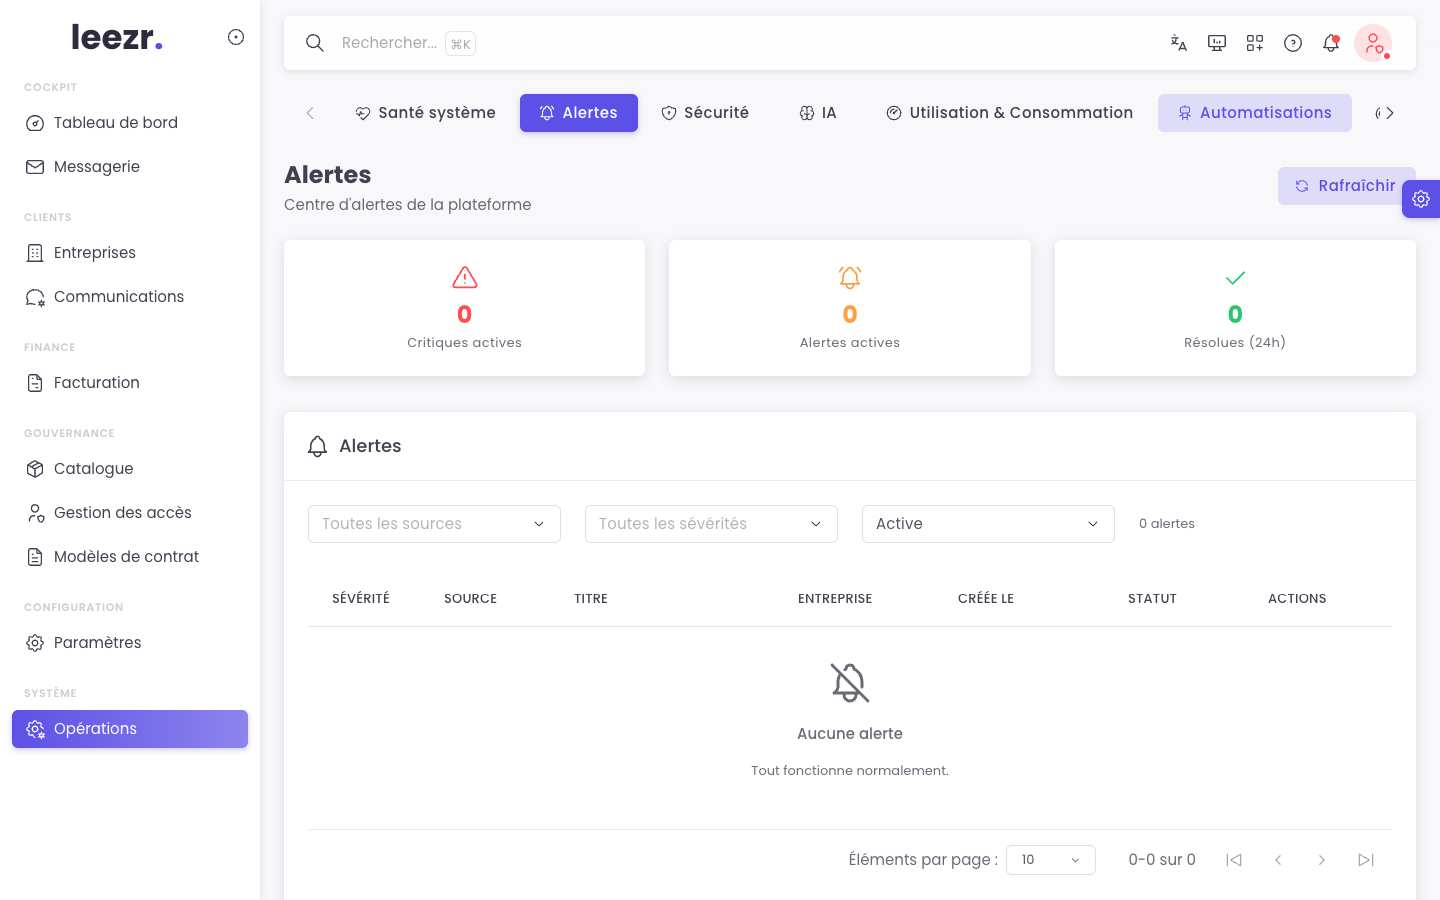 leezr.
Rechercher... ⌘K
COCKPIT
Tableau de bord
Messagerie
CLIENTS
Entreprises
Communications
FINANCE
Facturation
GOUVERNANCE
Catalogue
Gestion des accès
Modèles de contrat
CONFIGURATION
Paramètres
SYSTÈME
Opérations
Santé système
Alertes
Sécurité
IA
Utilisation & Consommation
Automatisations
Alertes
Centre d'alertes de la plateforme
Rafraîchir
0
Critiques actives
0
Alertes actives
0
Résolues (24h)
Alertes
Toutes les sources
Toutes les sévérités
Active
0 alertes
SÉVÉRITÉ SOURCE TITRE ENTREPRISE CRÉÉE LE STATUT ACTIONS
Aucune alerte
Tout fonctionne normalement.
Éléments par page : 10 0-0 sur 0